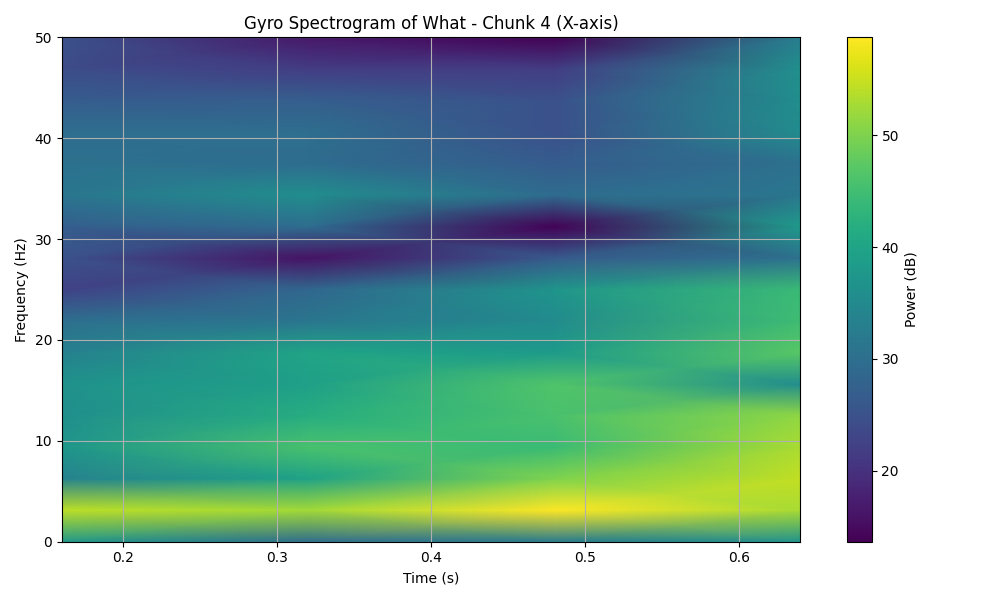 Gyro Spectrogram of What - Chunk 4 (X-axis)
Frequency (Hz)
50
40
30
20
10
0
0.2 0.3 0.4 0.5 0.6
Time (s)
50
40
30
20
Power (dB)